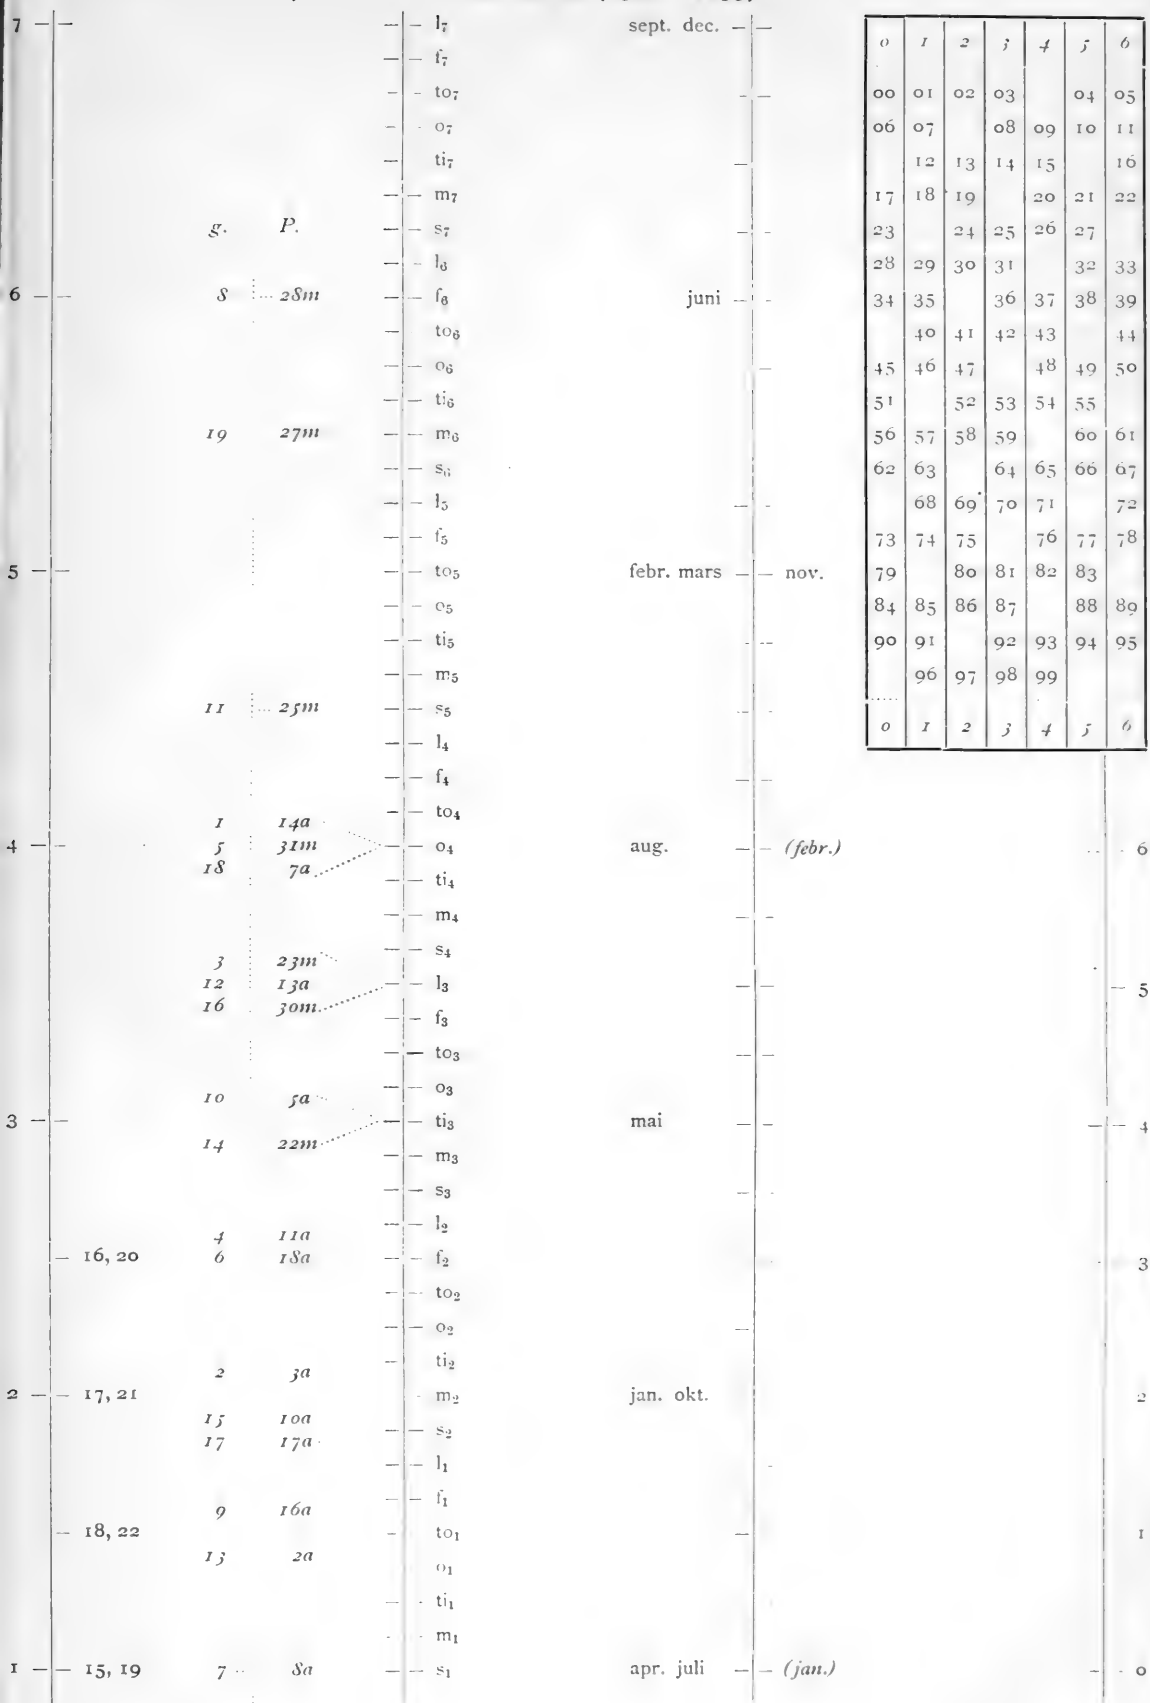 7 l₇ sept. dec.
f₇
to₇
o₇
ti₇
m₇
g. P. s₇
l₆
6 8 28m f₆ juni
to₆
o₆
ti₆
19 27m m₆
s₆
l₅
f₅
5 to₅ febr. mars nov.
o₅
ti₅
m₅
11 25m s₅
l₄
f₄
to₄
1 14a
4 5 31m o₄ aug. (febr.) 6
18 7a
ti₄
m₄
s₄
3 23m
12 13a l₃ 5
16 30m
f₃
to₃
o₃
10 5a
3 ti₃ mai 4
14 22m
m₃
s₃
l₂
4 11a
16, 20 6 18a f₂ 3
to₂
o₂
ti₂
2 3a
2 17, 21 m₂ jan. okt. 2
15 10a
s₂
17 17a
l₁
f₁
9 16a
18, 22 to₁ 1
13 2a
o₁
ti₁
m₁
1 15, 19 7 8a s₁ apr. juli (jan.) 0
0 1 2 3 4 5 6
00 01 02 03 04 05
06 07 08 09 10 11
12 13 14 15 16
17 18 19 20 21 22
23 24 25 26 27
28 29 30 31 32 33
34 35 36 37 38 39
40 41 42 43 44
45 46 47 48 49 50
51 52 53 54 55
56 57 58 59 60 61
62 63 64 65 66 67
68 69 70 71 72
73 74 75 76 77 78
79 80 81 82 83
84 85 86 87 88 89
90 91 92 93 94 95
96 97 98 99
0 1 2 3 4 5 6